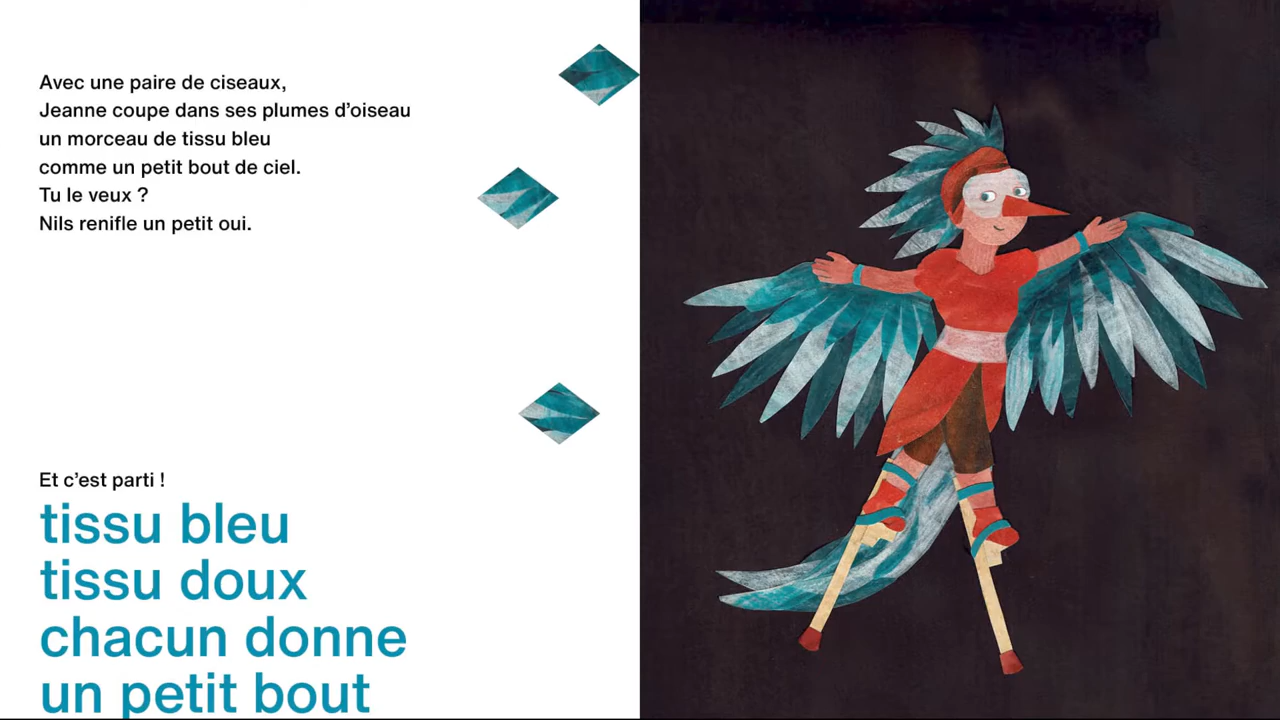 Avec une paire de ciseaux,
Jeanne coupe dans ses plumes d’oiseau
un morceau de tissu bleu
comme un petit bout de ciel.
Tu le veux ?
Nils renifle un petit oui.
Et c’est parti !
tissu bleu
tissu doux
chacun donne
un petit bout